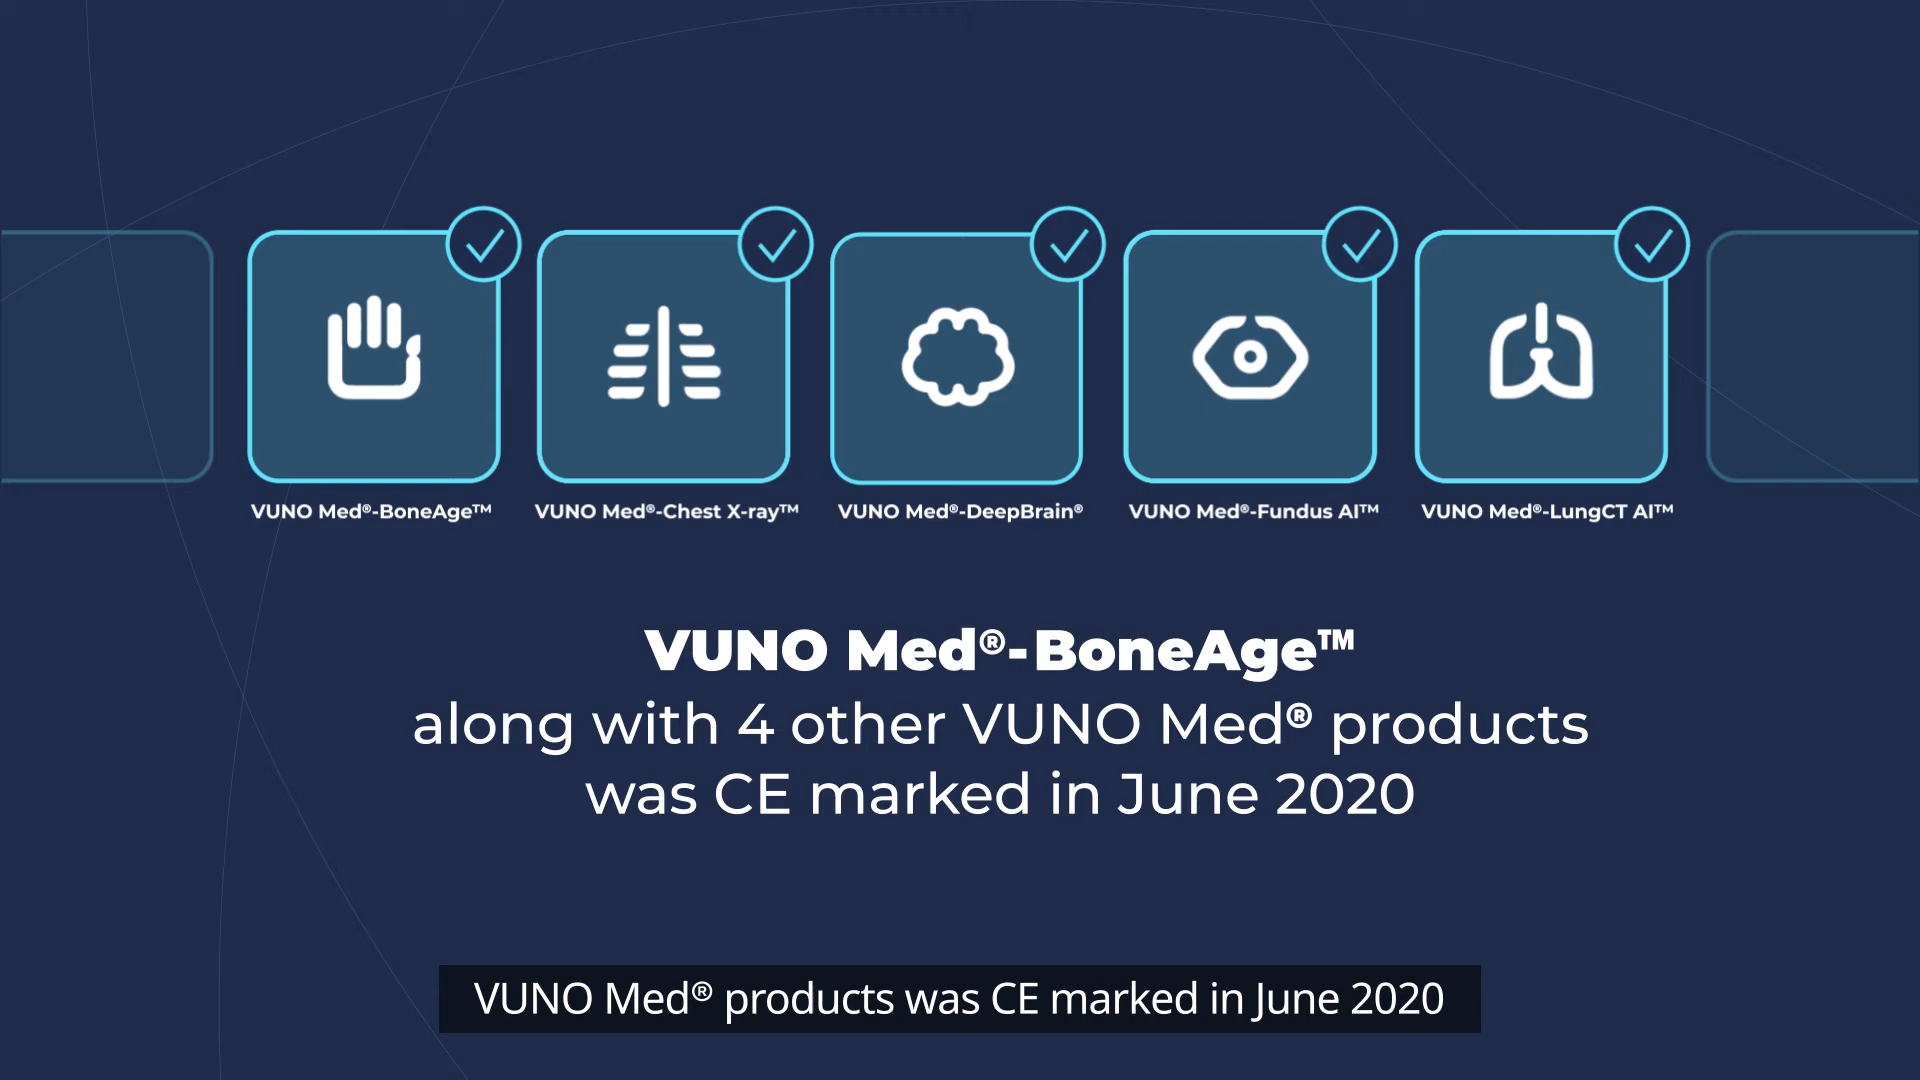 VUNO Med®-BoneAge™
VUNO Med®-Chest X-ray™
VUNO Med®-DeepBrain®
VUNO Med®-Fundus AI™
VUNO Med®-LungCT AI™
VUNO Med®-BoneAge™
along with 4 other VUNO Med® products
was CE marked in June 2020
VUNO Med® products was CE marked in June 2020